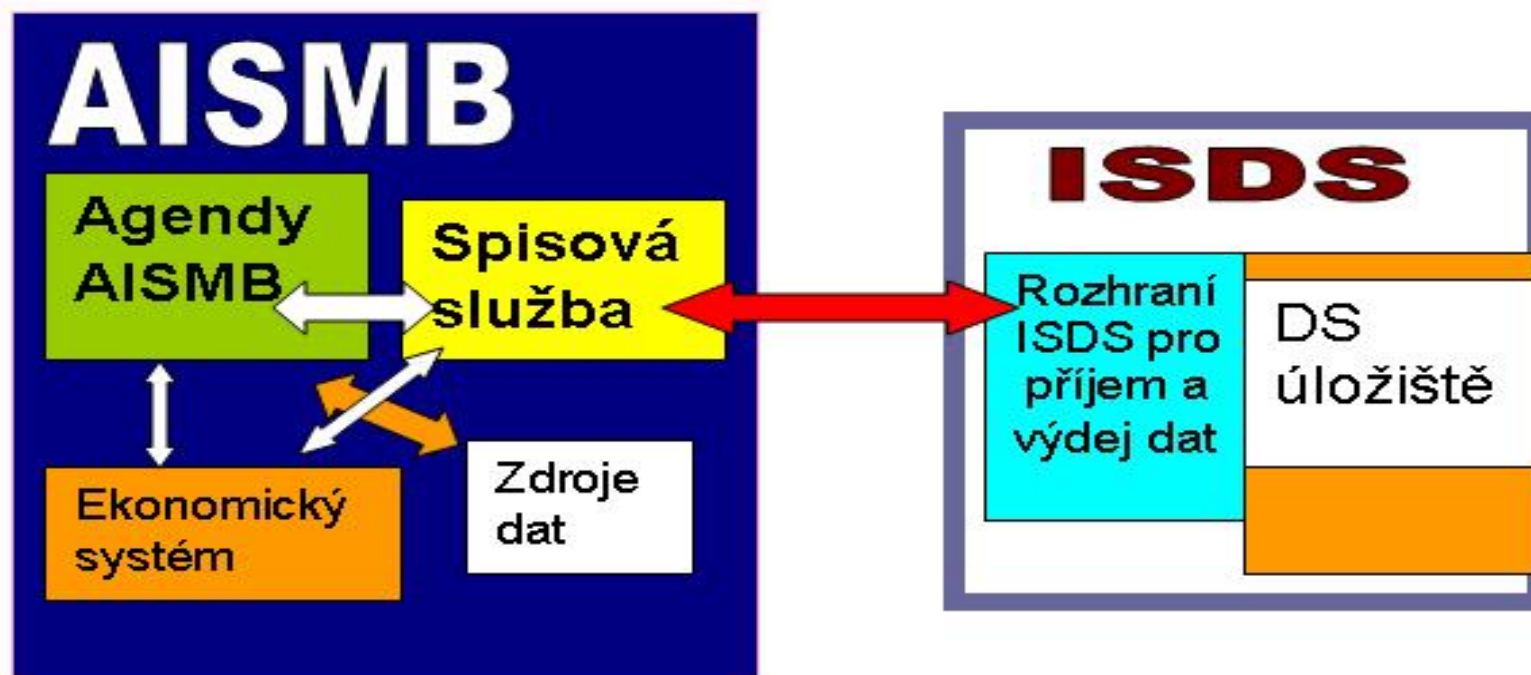 AISMB
Agendy
AISMB
Spisová
služba
Ekonomický
systém
Zdroje
dat
ISDS
Rozhraní
ISDS pro
příjem a
výdej dat
DS
úložiště